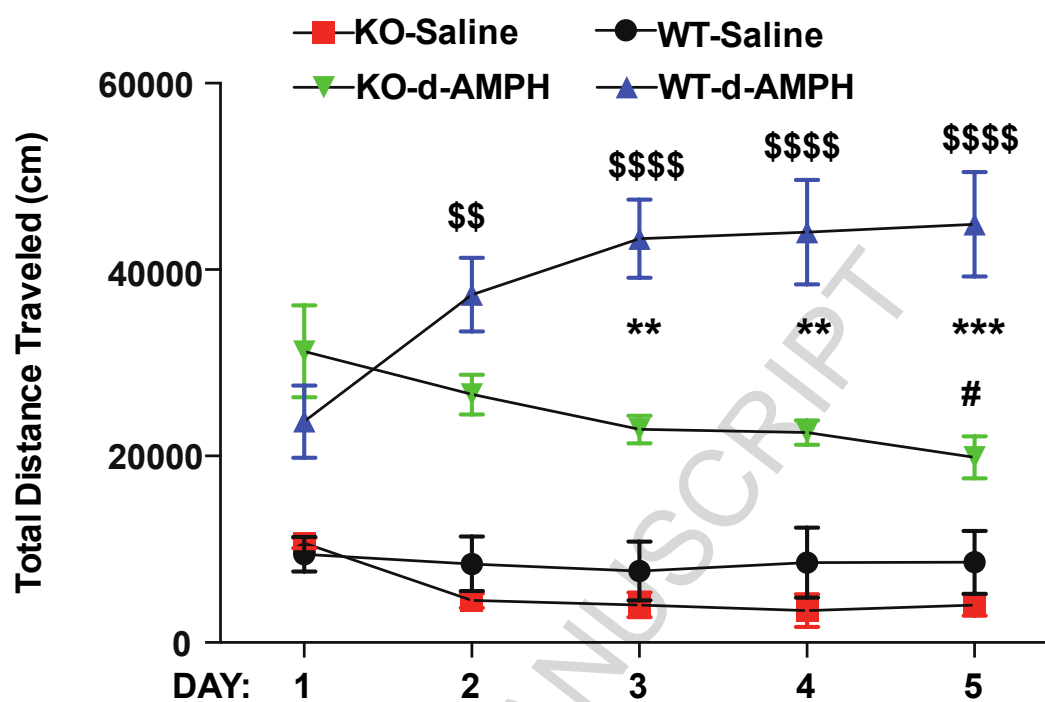 KO-Saline WT-Saline
KO-d-AMPH WT-d-AMPH
Total Distance Traveled (cm)
60000
40000
20000
0
$$ $$$$ $$$$ $$$$
** ** ***
#
NUSCRIPT
DAY: 1 2 3 4 5